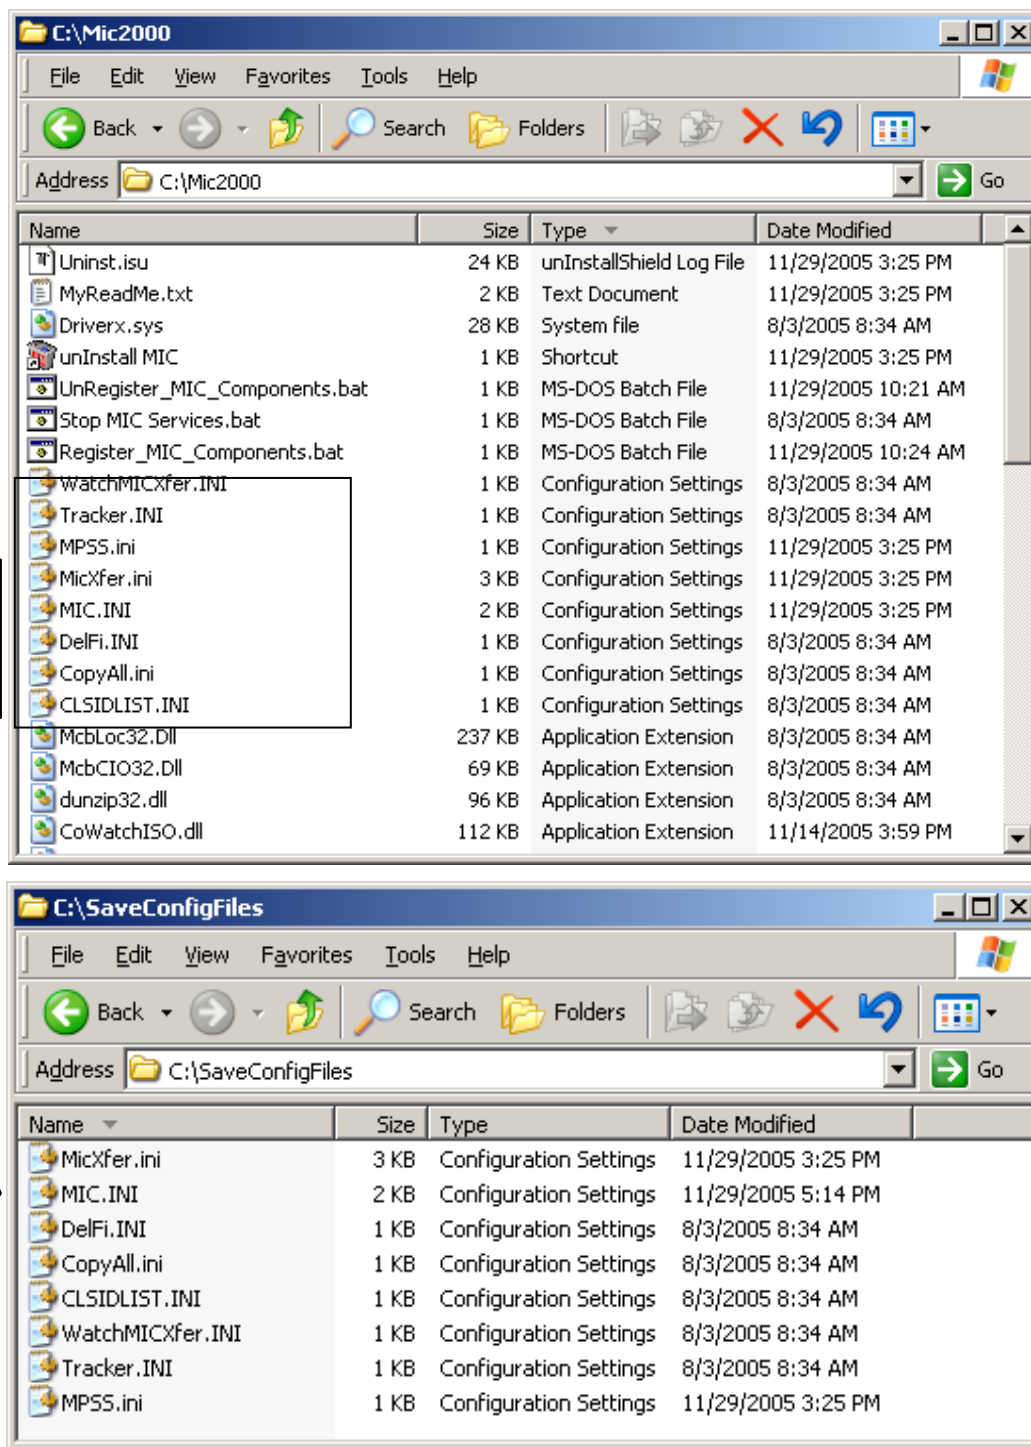 C:\Mic2000
File Edit View Favorites Tools Help
Back Search Folders
Address C:\Mic2000 Go
Name Size Type Date Modified
Uninst.isu 24 KB unInstallShield Log File 11/29/2005 3:25 PM
MyReadMe.txt 2 KB Text Document 11/29/2005 3:25 PM
Driverx.sys 28 KB System file 8/3/2005 8:34 AM
unInstall MIC 1 KB Shortcut 11/29/2005 3:25 PM
UnRegister_MIC_Components.bat 1 KB MS-DOS Batch File 11/29/2005 10:21 AM
Stop MIC Services.bat 1 KB MS-DOS Batch File 8/3/2005 8:34 AM
Register_MIC_Components.bat 1 KB MS-DOS Batch File 11/29/2005 10:24 AM
WatchMICXfer.INI 1 KB Configuration Settings 8/3/2005 8:34 AM
Tracker.INI 1 KB Configuration Settings 8/3/2005 8:34 AM
MPSS.ini 1 KB Configuration Settings 11/29/2005 3:25 PM
MicXfer.ini 3 KB Configuration Settings 11/29/2005 3:25 PM
MIC.INI 2 KB Configuration Settings 11/29/2005 3:25 PM
DelFi.INI 1 KB Configuration Settings 8/3/2005 8:34 AM
CopyAll.ini 1 KB Configuration Settings 8/3/2005 8:34 AM
CLSIDLIST.INI 1 KB Configuration Settings 8/3/2005 8:34 AM
McbLoc32.Dll 237 KB Application Extension 8/3/2005 8:34 AM
McbCIO32.Dll 69 KB Application Extension 8/3/2005 8:34 AM
dunzip32.dll 96 KB Application Extension 8/3/2005 8:34 AM
CoWatchISO.dll 112 KB Application Extension 11/14/2005 3:59 PM
C:\SaveConfigFiles
File Edit View Favorites Tools Help
Back Search Folders
Address C:\SaveConfigFiles Go
Name Size Type Date Modified
MicXfer.ini 3 KB Configuration Settings 11/29/2005 3:25 PM
MIC.INI 2 KB Configuration Settings 11/29/2005 5:14 PM
DelFi.INI 1 KB Configuration Settings 8/3/2005 8:34 AM
CopyAll.ini 1 KB Configuration Settings 8/3/2005 8:34 AM
CLSIDLIST.INI 1 KB Configuration Settings 8/3/2005 8:34 AM
WatchMICXfer.INI 1 KB Configuration Settings 8/3/2005 8:34 AM
Tracker.INI 1 KB Configuration Settings 8/3/2005 8:34 AM
MPSS.ini 1 KB Configuration Settings 11/29/2005 3:25 PM